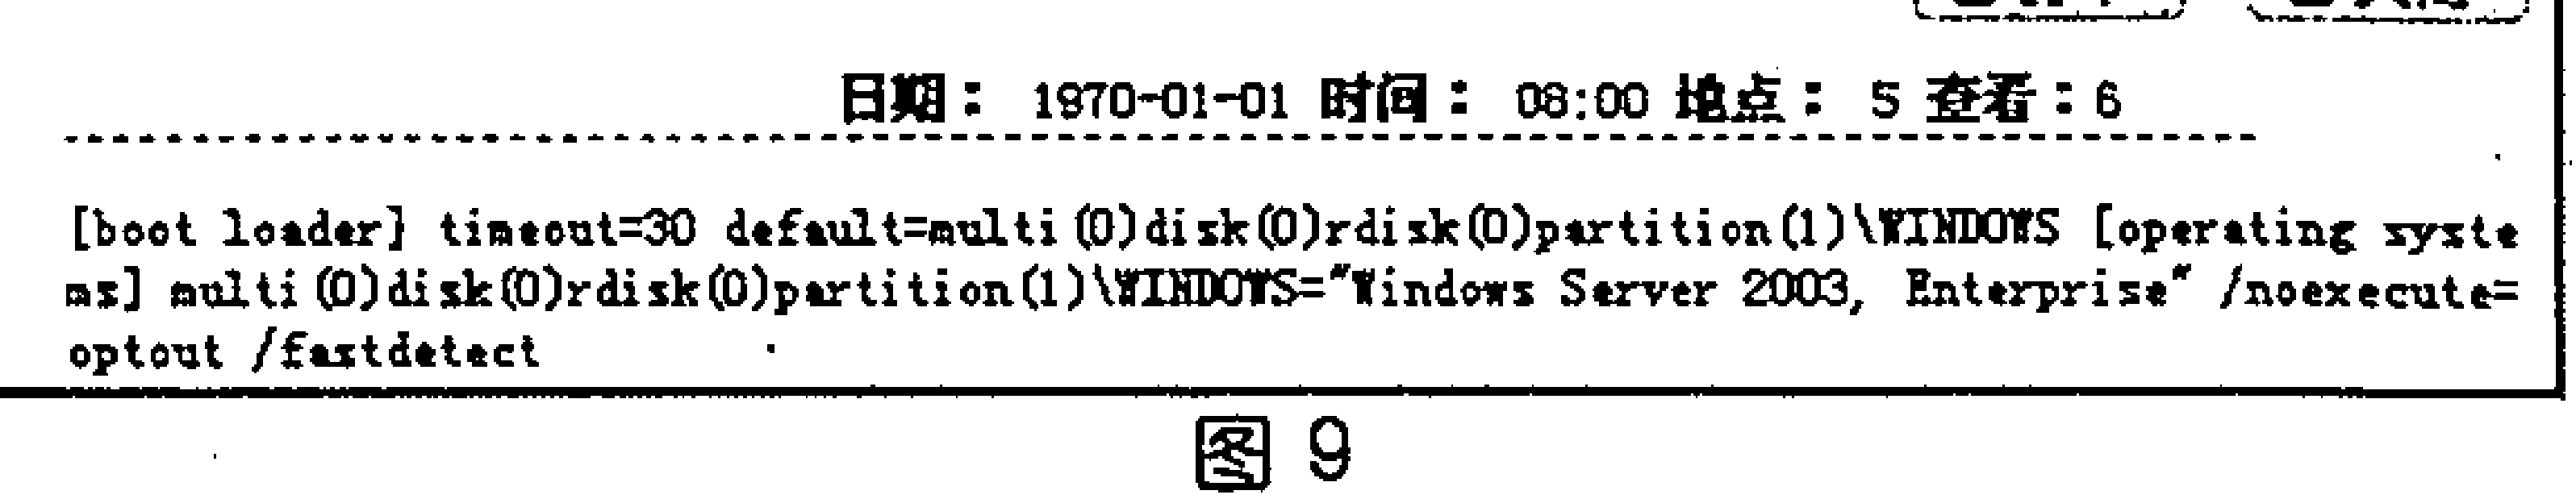 日期： 1970-01-01 时间： 08:00 地点： 5 查看：6
[boot loader] timeout=30 default=multi(0)disk(0)rdisk(0)partition(1)\WINDOWS [operating syste
ms] multi(0)disk(0)rdisk(0)partition(1)\WINDOWS="Windows Server 2003, Enterprise" /noexecute=
optout /fastdetect
图 9